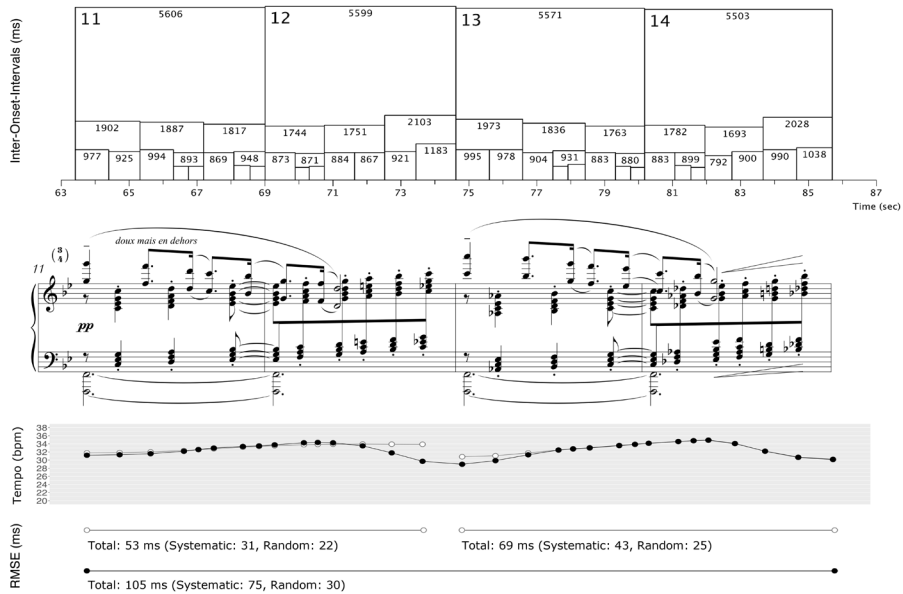 Inter-Onset-Intervals (ms)
11 5606 12 5599 13 5571 14 5503
1902 1887 1817 1744 1751 2103 1973 1836 1763 1782 1693 2028
977 925 994 893 869 948 873 871 884 867 921 1183 995 978 904 931 883 880 883 899 792 900 990 1038
63 65 67 69 71 73 75 77 79 81 83 85 87
Time (sec)
doux mais en dehors
(3/4)
11
pp
Tempo (bpm)
38
36
34
32
30
28
26
24
22
20
RMSE (ms)
Total: 53 ms (Systematic: 31, Random: 22) Total: 69 ms (Systematic: 43, Random: 25)
Total: 105 ms (Systematic: 75, Random: 30)